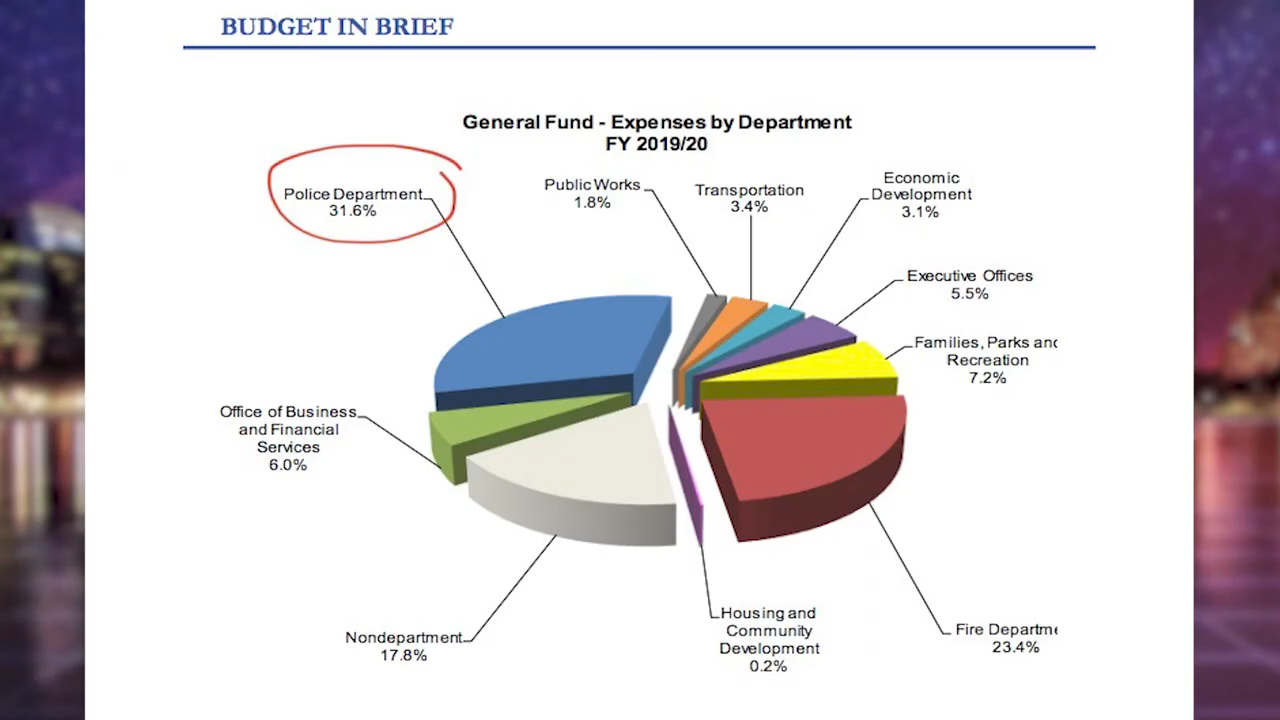 BUDGET IN BRIEF
General Fund - Expenses by Department
FY 2019/20
Police Department
31.6%
Public Works
1.8%
Transportation
3.4%
Economic
Development
3.1%
Executive Offices
5.5%
Families, Parks and
Recreation
7.2%
Office of Business
and Financial
Services
6.0%
Nondepartment
17.8%
Housing and
Community
Development
0.2%
Fire Departme
23.4%